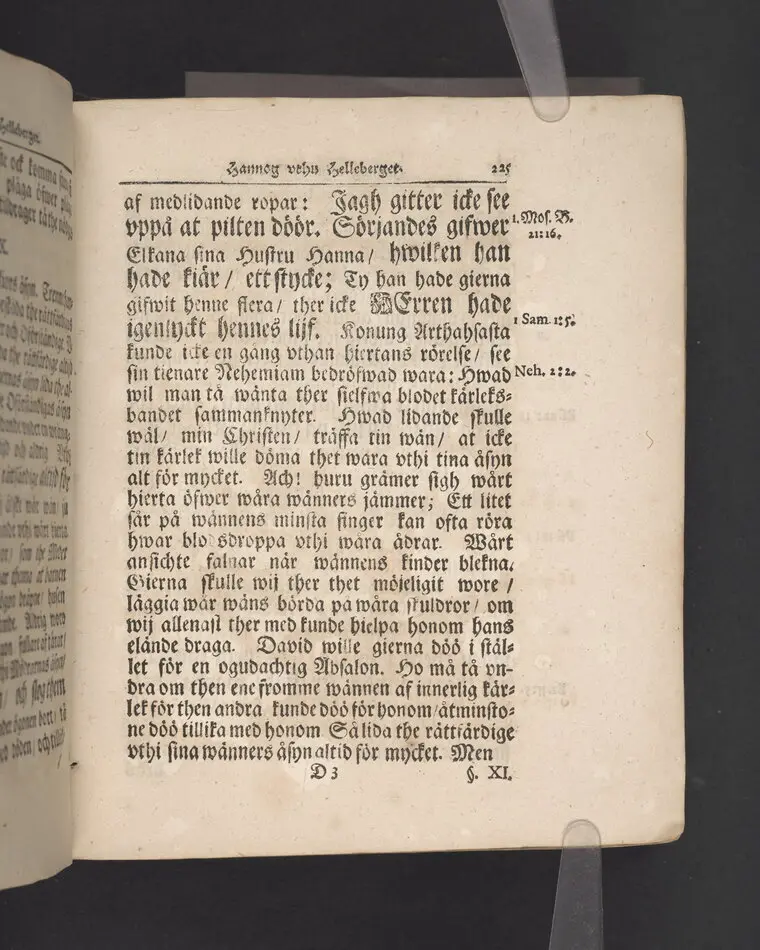 Hannog vthu Helleberget. 225
af medlidande ropar: Jagh gitter icke see
vppå at pilten döör. Sörjandes gifwer
1. Mos. B. 21:16.
Elkana sina Hustru Hanna/ hwilken han
hade kiär/ ett stycke; Ty han hade gierna
gifwit henne flera/ ther icke HErren hade
igenlyckt hennes lijf. Konung Arthahsasta
1 Sam. 1:5.
kunde icke en gång vthan hiertans rörelse/ see
sin tienare Nehemiam bedröfwad wara: Hwad
Neh. 2:2.
wil man tå wänta ther sielfwa blodet kärleks-
bandet sammanknyter. Hwad lidande skulle
wäl/ min Christen/ träffa tin wän/ at icke
tin kärlek wille döma thet wara vthi tina åsyn
alt för mycket. Ach! huru grämer sigh wårt
hierta öfwer wåra wänners jämmer; Ett litet
sår på wännens minsta finger kan ofta röra
hwar blodsdroppa vthi wåra ådrar. Wårt
ansichte falnar när wännens kinder blekna.
Gierna skulle wij ther thet möjeligit wore/
läggia wår wäns börda på wåra skuldror/ om
wij allenast ther med kunde hielpa honom hans
elände draga. David wille gierna döö i stäl-
let för en ogudachtig Absalon. Ho må tå vn-
dra om then ene fromme wännen af innerlig kär-
lek för then andra kunde döö för honom/ åtminsto-
ne döö tillika med honom Så lida the rättfärdige
vthi sina wänners åsyn altid för mycket. Men
D 3 §. XI.